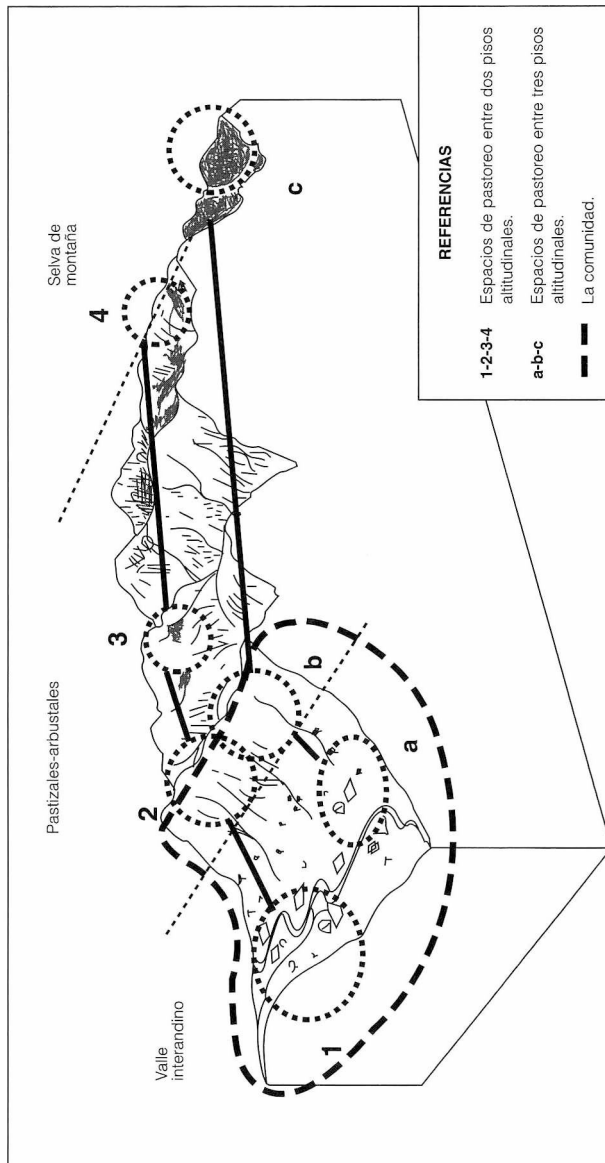 Valle
interandino
Pastizales-arbustales
Selva de
montaña
1
2
3
4
a
b
c
REFERENCIAS
1-2-3-4 Espacios de pastoreo entre dos pisos
altitudinales.
a-b-c Espacios de pastoreo entre tres pisos
altitudinales.
La comunidad.